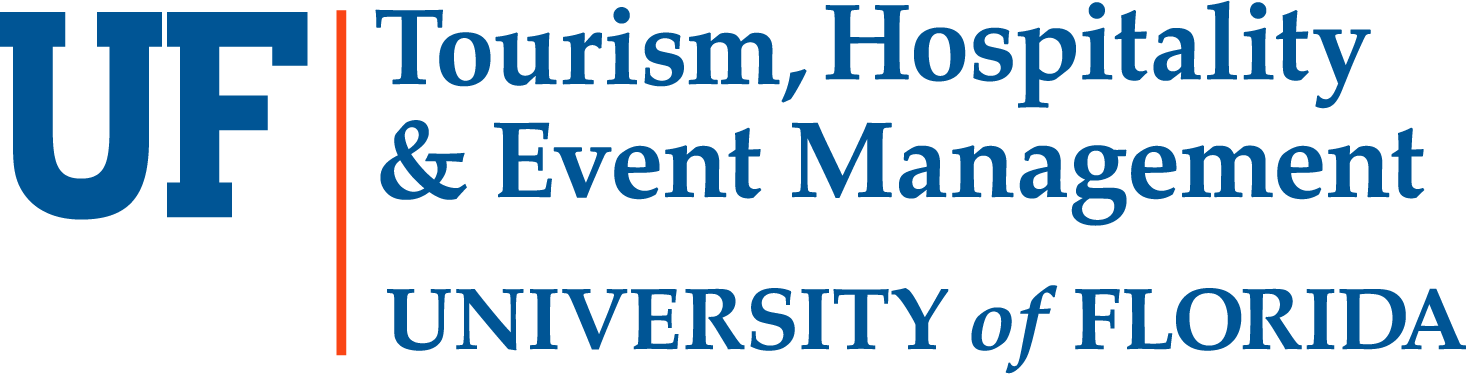 UF
Tourism, Hospitality
& Event Management
UNIVERSITY of FLORIDA